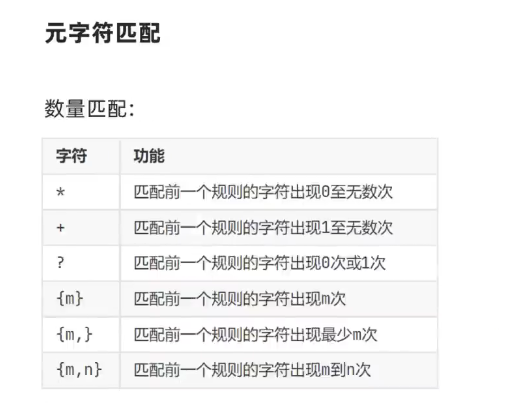 元字符匹配
数量匹配：
字符 功能
* 匹配前一个规则的字符出现0至无数次
+ 匹配前一个规则的字符出现1至无数次
? 匹配前一个规则的字符出现0次或1次
{m} 匹配前一个规则的字符出现m次
{m,} 匹配前一个规则的字符出现最少m次
{m,n} 匹配前一个规则的字符出现m到n次